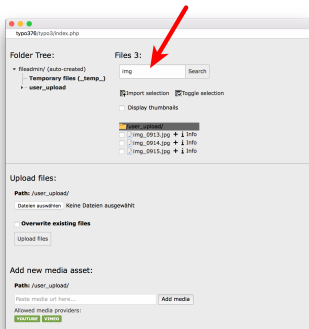 typo376/typo3/index.php
Folder Tree:
Files 3:
fileadmin/ (auto-created)
Temporary files (_temp_)
user_upload
img
Search
Import selection
Toggle selection
Display thumbnails
/user_upload/
img_0913.jpg + i Info
img_0914.jpg + i Info
img_0915.jpg + i Info
Upload files:
Path: /user_upload/
Dateien auswählen Keine Dateien ausgewählt
Overwrite existing files
Upload files
Add new media asset:
Path: /user_upload/
Paste media url here...
Add media
Allowed media providers:
YOUTUBE VIMEO